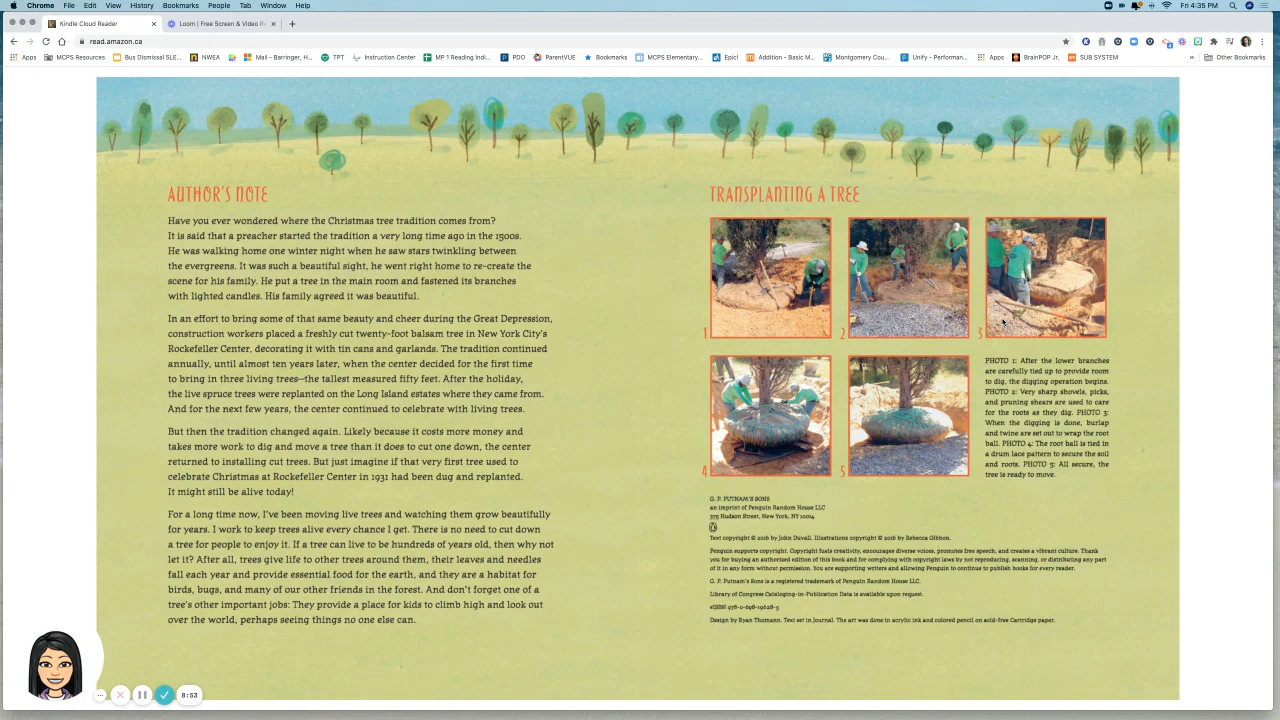 Chrome File Edit View History Bookmarks People Tab Window Help
Fri 4:35 PM
Kindle Cloud Reader
Loom | Free Screen & Video Re
read.amazon.ca
Apps MCPS Resources Bus Dismissal SLE... NWEA Mail - Barringer, H... TPT Instruction Center MP 1 Reading Indi... PDO ParentVUE Bookmarks MCPS Elementary... Epic! Addition - Basic M... Montgomery Cou... Unify - Performan... Apps BrainPOP Jr. SUB SYSTEM » Other Bookmarks
AUTHOR'S NOTE
Have you ever wondered where the Christmas tree tradition comes from?
It is said that a preacher started the tradition a very long time ago in the 1500s.
He was walking home one winter night when he saw stars twinkling between
the evergreens. It was such a beautiful sight, he went right home to re-create the
scene for his family. He put a tree in the main room and fastened its branches
with lighted candles. His family agreed it was beautiful.
In an effort to bring some of that same beauty and cheer during the Great Depression,
construction workers placed a freshly cut twenty-foot balsam tree in New York City's
Rockefeller Center, decorating it with tin cans and garlands. The tradition continued
annually, until almost ten years later, when the center decided for the first time
to bring in three living trees—the tallest measured fifty feet. After the holiday,
the live spruce trees were replanted on the Long Island estates where they came from.
And for the next few years, the center continued to celebrate with living trees.
But then the tradition changed again. Likely because it costs more money and
takes more work to dig and move a tree than it does to cut one down, the center
returned to installing cut trees. But just imagine if that very first tree used to
celebrate Christmas at Rockefeller Center in 1931 had been dug and replanted.
It might still be alive today!
For a long time now, I've been moving live trees and watching them grow beautifully
for years. I work to keep trees alive every chance I get. There is no need to cut down
a tree for people to enjoy it. If a tree can live to be hundreds of years old, then why not
let it? After all, trees give life to other trees around them, their leaves and needles
fall each year and provide essential food for the earth, and they are a habitat for
birds, bugs, and many of our other friends in the forest. And don't forget one of a
tree's other important jobs: They provide a place for kids to climb high and look out
over the world, perhaps seeing things no one else can.
TRANSPLANTING A TREE
1
2
3
4
5
PHOTO 1: After the lower branches
are carefully tied up to provide room
to dig, the digging operation begins.
PHOTO 2: Very sharp shovels, picks,
and pruning shears are used to care
for the roots as they dig. PHOTO 3:
When the digging is done, burlap
and twine are set out to wrap the root
ball. PHOTO 4: The root ball is tied in
a drum lace pattern to secure the soil
and roots. PHOTO 5: All secure, the
tree is ready to move.
G. P. PUTNAM'S SONS
an imprint of Penguin Random House LLC
375 Hudson Street, New York, NY 10014
Text copyright © 2016 by John Duvall. Illustrations copyright © 2016 by Rebecca Gibbon.
Penguin supports copyright. Copyright fuels creativity, encourages diverse voices, promotes free speech, and creates a vibrant culture. Thank
you for buying an authorized edition of this book and for complying with copyright laws by not reproducing, scanning, or distributing any part
of it in any form without permission. You are supporting writers and allowing Penguin to continue to publish books for every reader.
G. P. Putnam's Sons is a registered trademark of Penguin Random House LLC.
Library of Congress Cataloging-in-Publication Data is available upon request.
Design by Ryan Thomann. Text set in Journal. The art was done in acrylic ink and colored pencil on acid-free Cartridge paper.
8:53